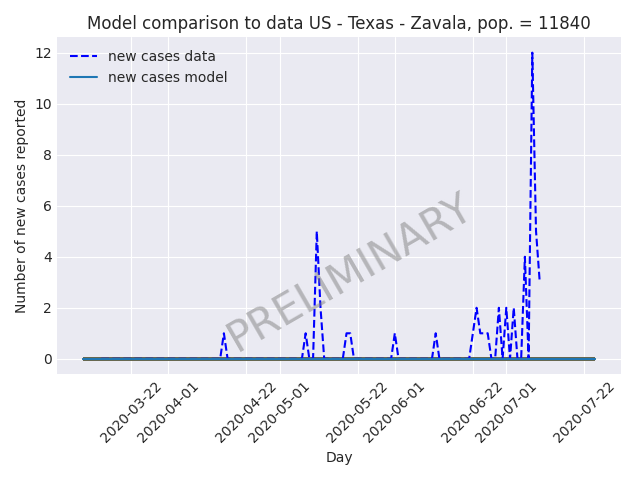 Model comparison to data US - Texas - Zavala, pop. = 11840
new cases data
new cases model
Number of new cases reported
12
10
8
6
4
2
0
PRELIMINARY
2020-03-22
2020-04-01
2020-04-22
2020-05-01
2020-05-22
2020-06-01
2020-06-22
2020-07-01
2020-07-22
Day